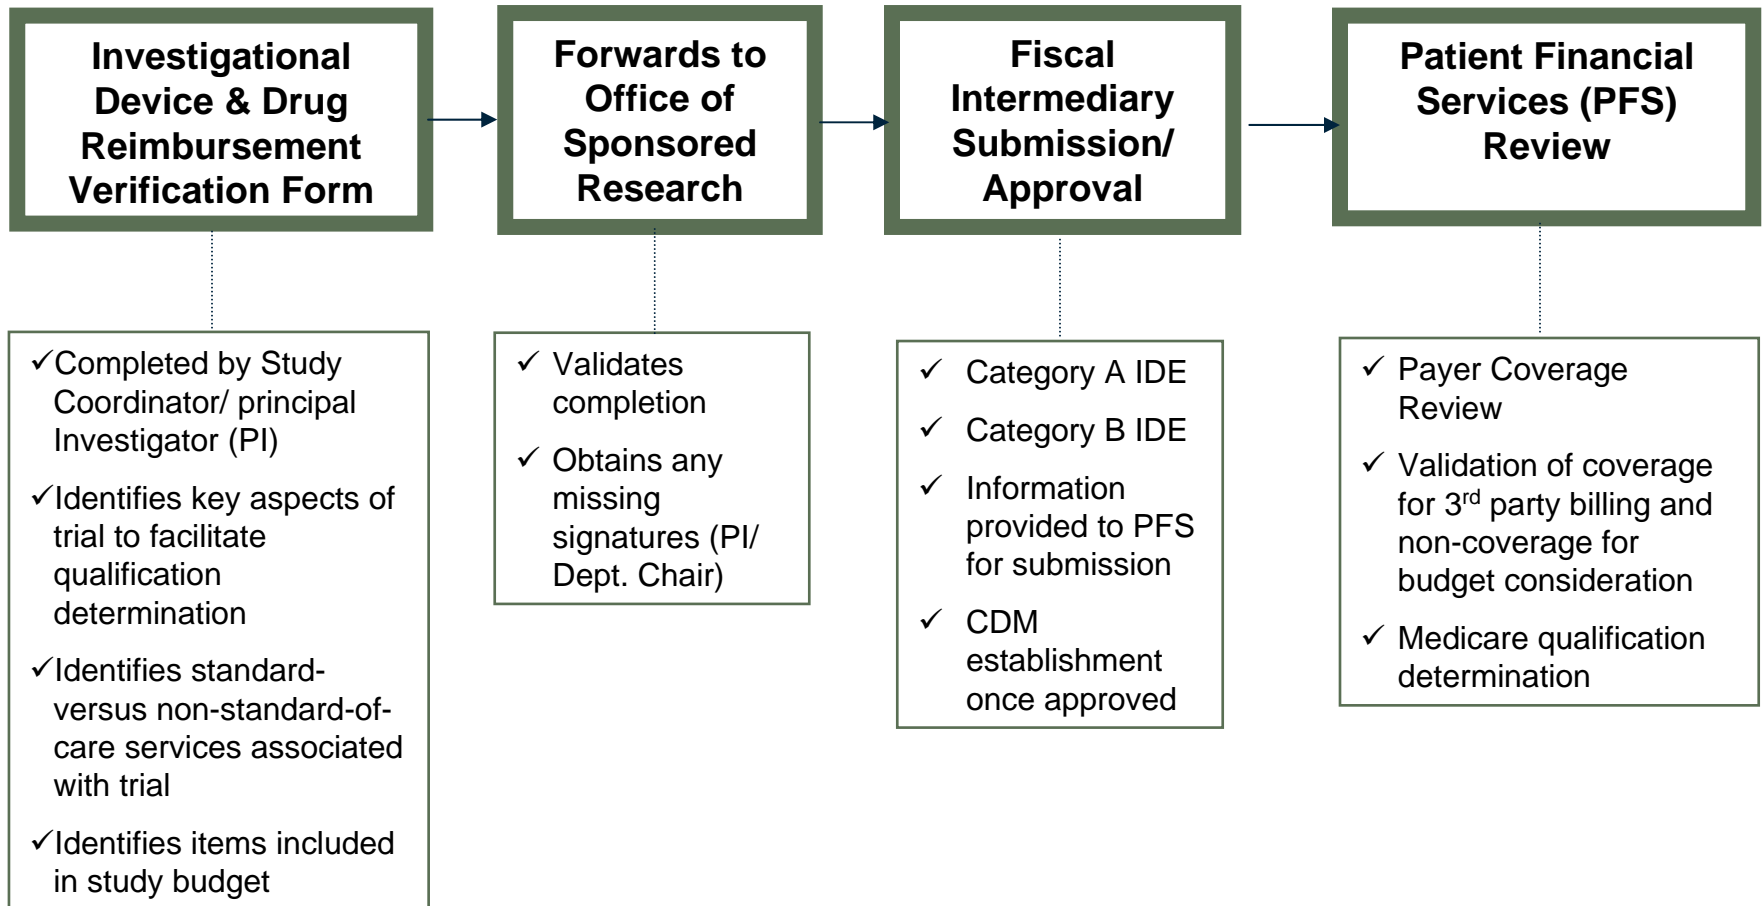 Investigational
Device & Drug
Reimbursement
Verification Form
Forwards to
Office of
Sponsored
Research
Fiscal
Intermediary
Submission/
Approval
Patient Financial
Services (PFS)
Review
✓Completed by Study
Coordinator/ principal
Investigator (PI)
✓Identifies key aspects of
trial to facilitate
qualification
determination
✓Identifies standard-
versus non-standard-of-
care services associated
with trial
✓Identifies items included
in study budget
✓ Validates
completion
✓ Obtains any
missing
signatures (PI/
Dept. Chair)
✓ Category A IDE
✓ Category B IDE
✓ Information
provided to PFS
for submission
✓ CDM
establishment
once approved
✓ Payer Coverage
Review
✓ Validation of coverage
for 3rd party billing and
non-coverage for
budget consideration
✓ Medicare qualification
determination